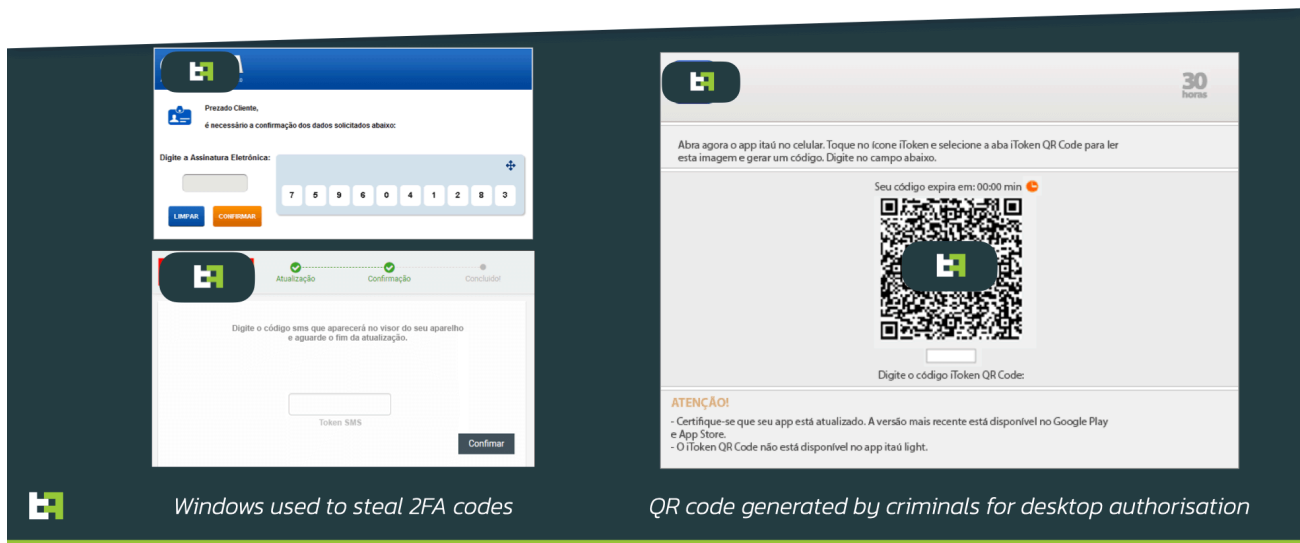 Prezado Cliente,
é necessário a confirmação dos dados solicitados abaixo:
Digite a Assinatura Eletrônica:
7 5 9 6 0 4 1 2 8 3
LIMPAR CONFIRMAR
Atualização Confirmação Concluído!
Digite o código sms que aparecerá no visor do seu aparelho
e aguarde o fim da atualização.
Token SMS
Confirmar
Windows used to steal 2FA codes
30
horas
Abra agora o app itaú no celular. Toque no ícone iToken e selecione a aba iToken QR Code para ler
esta imagem e gerar um código. Digite no campo abaixo.
Seu código expira em: 00:00 min
Digite o código iToken QR Code:
ATENÇÃO!
- Certifique-se que seu app está atualizado. A versão mais recente está disponível no Google Play
e App Store.
- O iToken QR Code não está disponível no app itaú light.
QR code generated by criminals for desktop authorisation